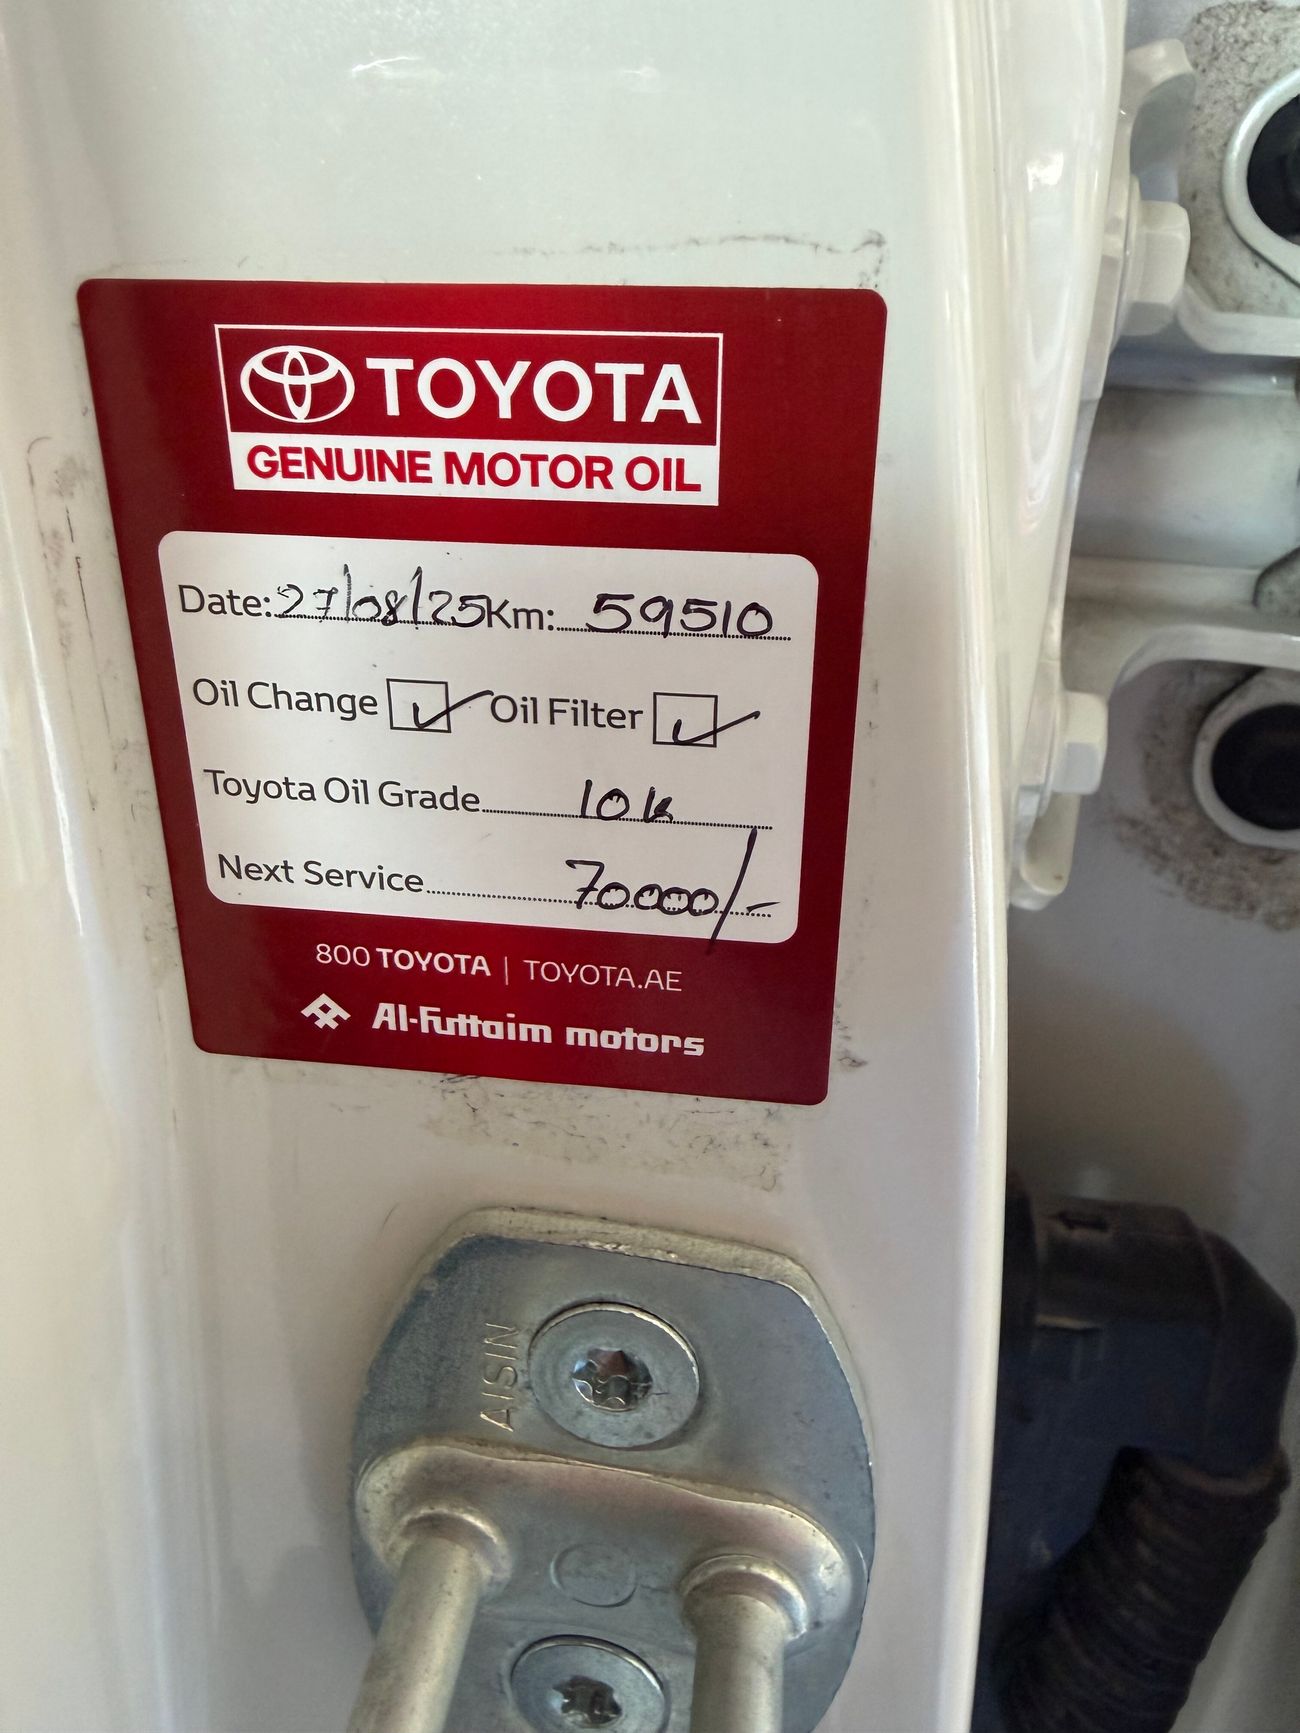 TOYOTA
GENUINE MOTOR OIL
Date: 27/08/25 Km: 59510
Oil Change ✓ Oil Filter ✓
Toyota Oil Grade 10k
Next Service 70000/-
800 TOYOTA | TOYOTA.AE
Al-Futtaim motors
AISIN